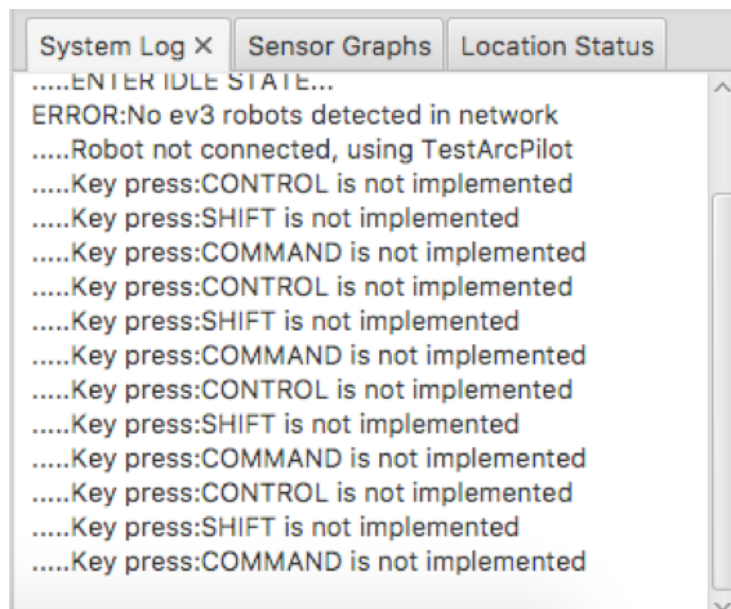 System Log × Sensor Graphs Location Status
.....ENTER IDLE STATE...
ERROR:No ev3 robots detected in network
.....Robot not connected, using TestArcPilot
.....Key press:CONTROL is not implemented
.....Key press:SHIFT is not implemented
.....Key press:COMMAND is not implemented
.....Key press:CONTROL is not implemented
.....Key press:SHIFT is not implemented
.....Key press:COMMAND is not implemented
.....Key press:CONTROL is not implemented
.....Key press:SHIFT is not implemented
.....Key press:COMMAND is not implemented
.....Key press:CONTROL is not implemented
.....Key press:SHIFT is not implemented
.....Key press:COMMAND is not implemented